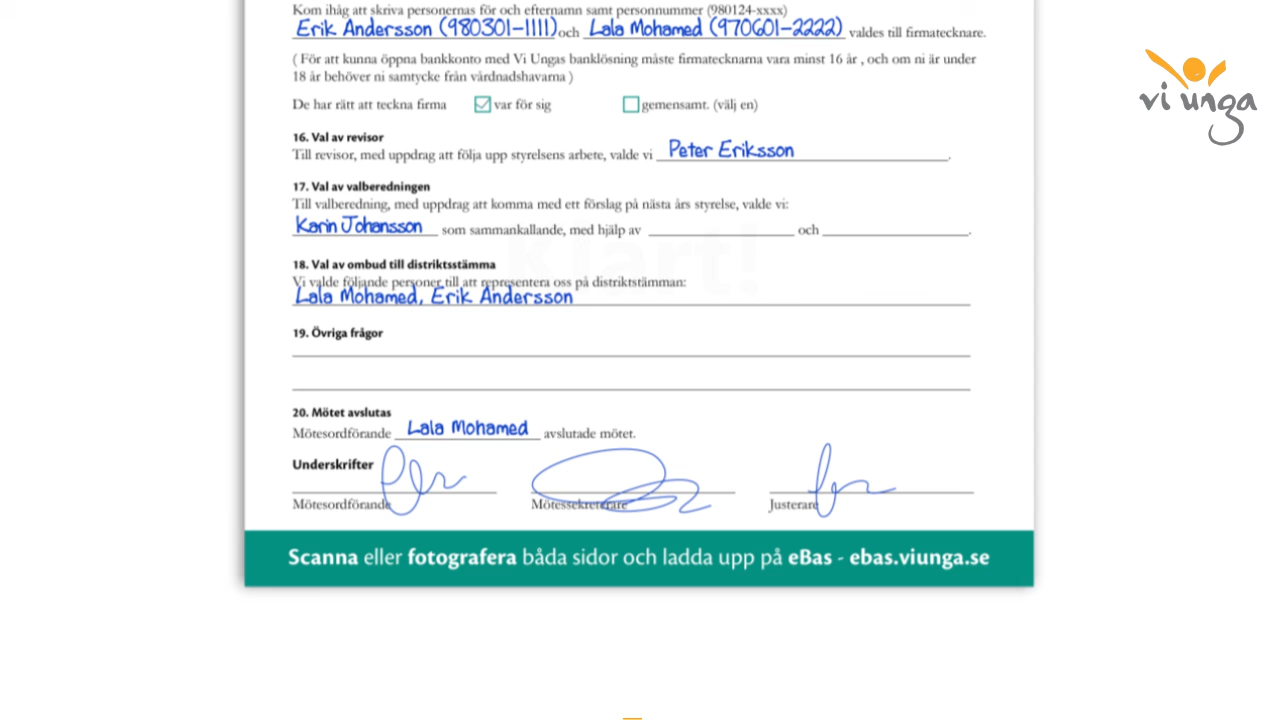 Kom ihåg att skriva personernas för och efternamn samt personnummer (980124-xxxx)
Erik Andersson (980301-1111) och Lala Mohamed (970601-2222) valdes till firmatecknare.
( För att kunna öppna bankkonto med Vi Ungas banklösning måste firmatecknarna vara minst 16 år , och om ni är under
18 år behöver ni samtycke från vårdnadshavarna )
De har rätt att teckna firma var för sig gemensamt. (välj en)
vi unga
16. Val av revisor
Till revisor, med uppdrag att följa upp styrelsens arbete, valde vi Peter Eriksson.
17. Val av valberedningen
Till valberedning, med uppdrag att komma med ett förslag på nästa års styrelse, valde vi:
Karin Johansson som sammankallande, med hjälp av ______ och ______.
Klart!
18. Val av ombud till distriktsstämma
Vi valde följande personer till att representera oss på distriktstämman:
Lala Mohamed, Erik Andersson
19. Övriga frågor
20. Mötet avslutas
Mötesordförande Lala Mohamed avslutade mötet.
Underskrifter
Mötesordförande Mötessekreterare Justerare
Scanna eller fotografera båda sidor och ladda upp på eBas - ebas.viunga.se